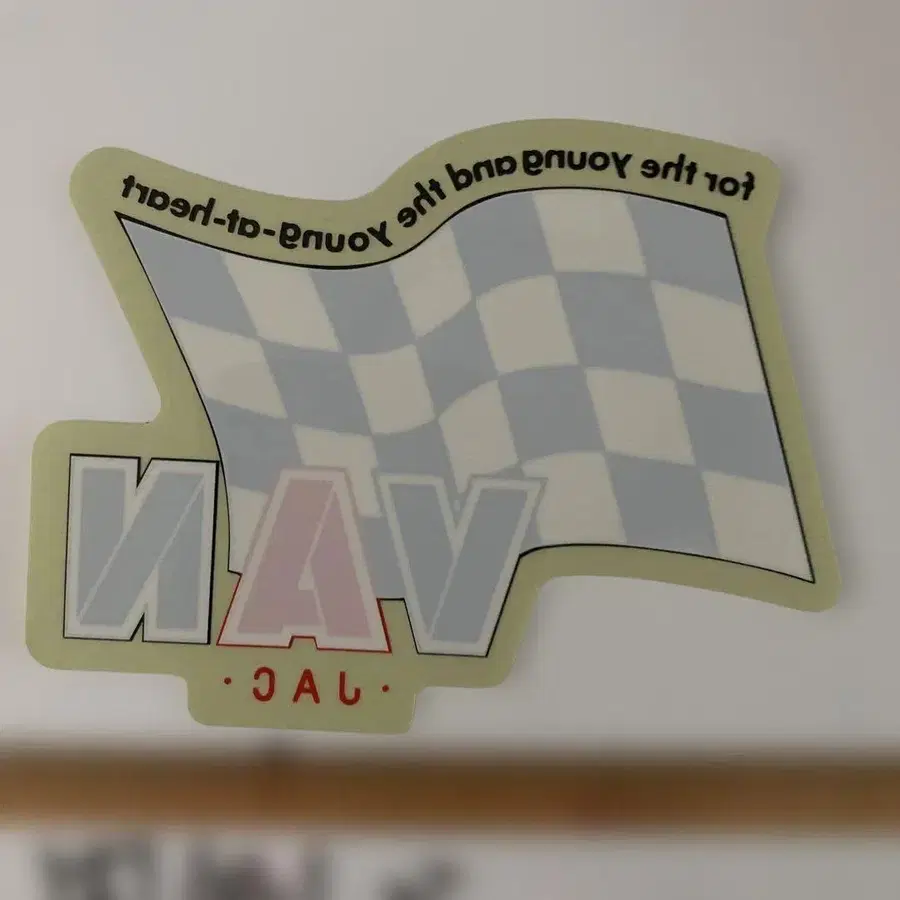 for the Young and the Young-at-heart
VAN
· JAC ·